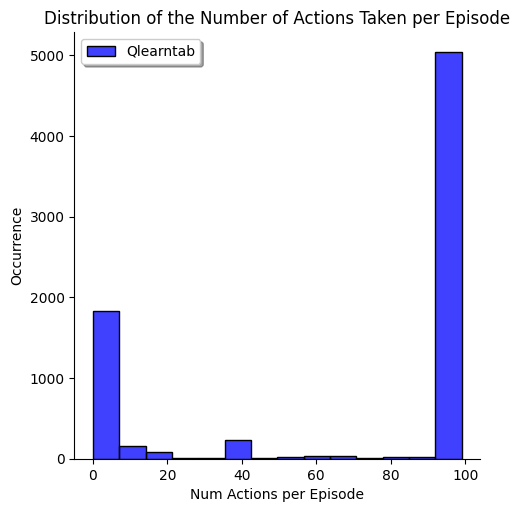 Distribution of the Number of Actions Taken per Episode
Qlearntab
Occurrence
5000
4000
3000
2000
1000
0
0 20 40 60 80 100
Num Actions per Episode